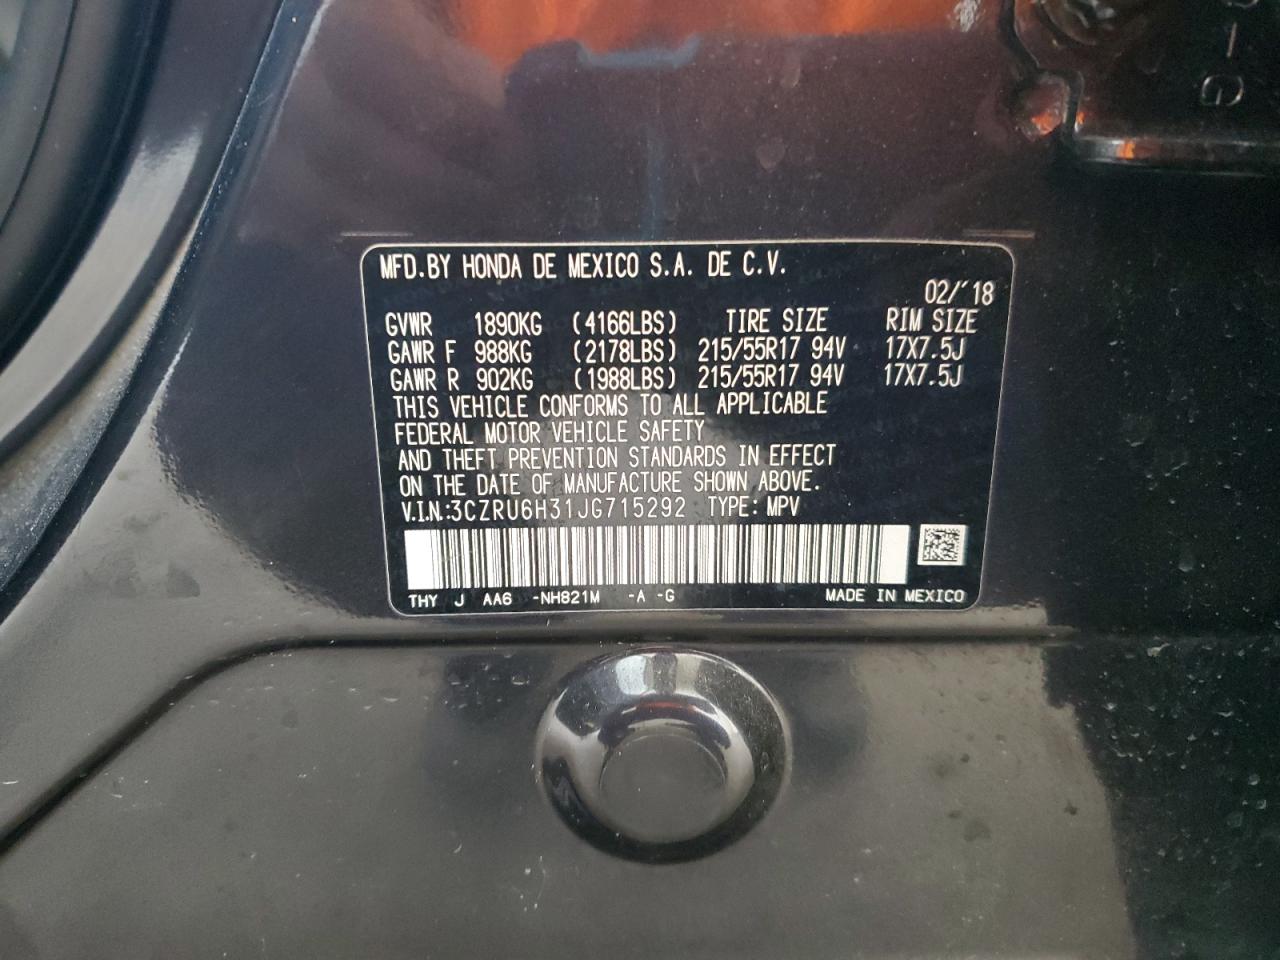 MFD.BY HONDA DE MEXICO S.A. DE C.V.
02/'18
GVWR 1890KG (4166LBS) TIRE SIZE RIM SIZE
GAWR F 988KG (2178LBS) 215/55R17 94V 17X7.5J
GAWR R 902KG (1988LBS) 215/55R17 94V 17X7.5J
THIS VEHICLE CONFORMS TO ALL APPLICABLE
FEDERAL MOTOR VEHICLE SAFETY
AND THEFT PREVENTION STANDARDS IN EFFECT
ON THE DATE OF MANUFACTURE SHOWN ABOVE.
V.I.N.:3CZRU6H31JG715292 TYPE: MPV
THY J AA6 -NH821M -A -G MADE IN MEXICO